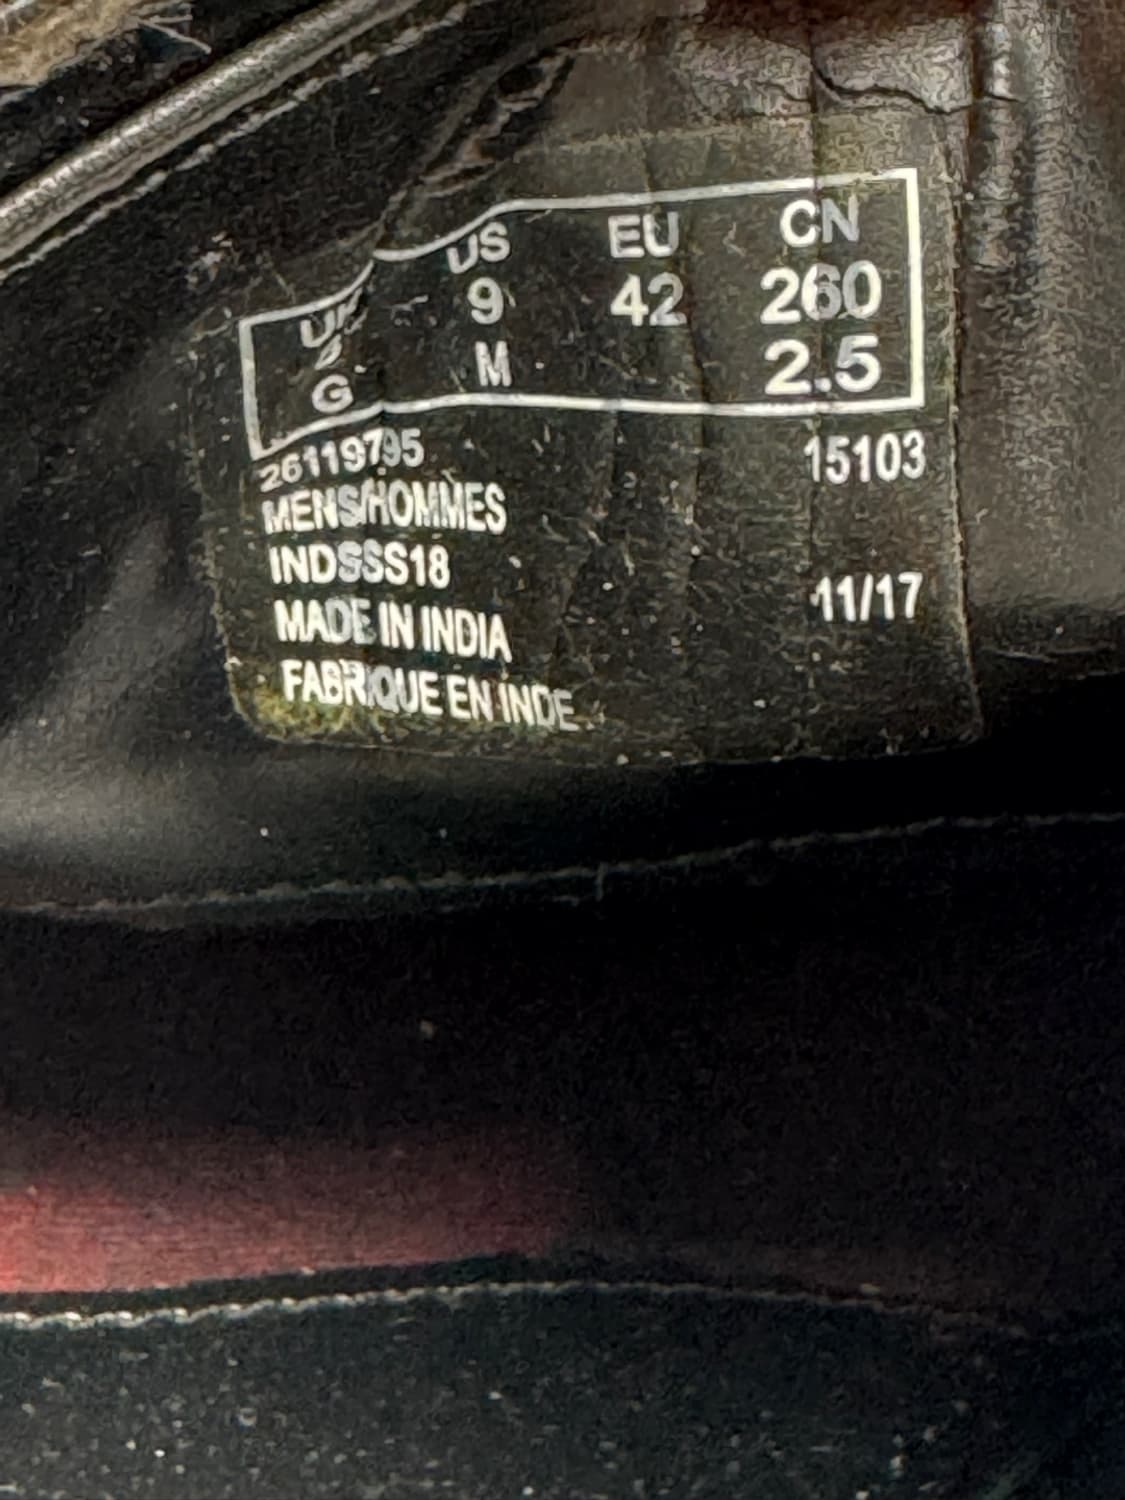 US EU CN
9 42 260
G M 2.5
26119795 15103
MENS/HOMMES
INDSSS18
MADE IN INDIA 11/17
FABRIQUE EN INDE